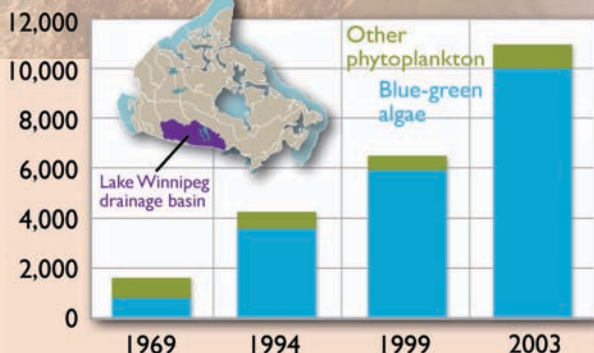 12,000
10,000
8,000
6,000
4,000
2,000
0
Other
phytoplankton
Blue-green
algae
Lake Winnipeg
drainage basin
1969
1994
1999
2003